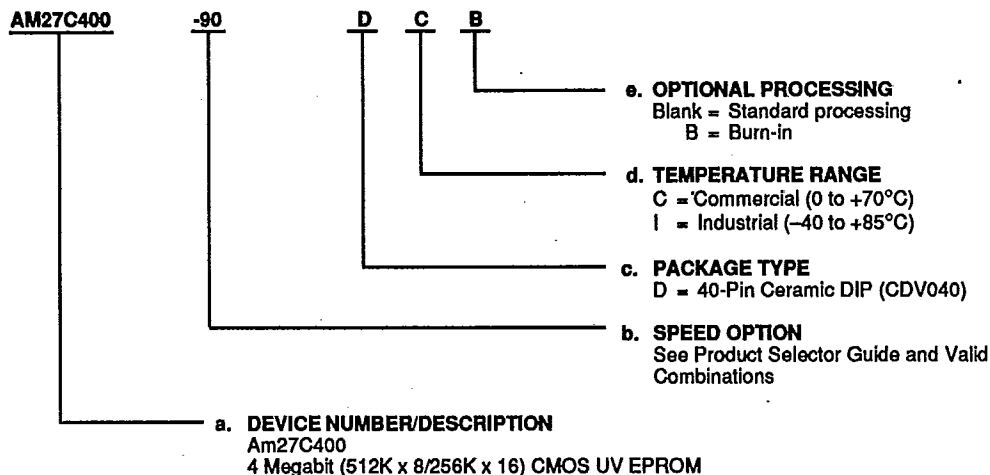 AM27C400 -90 D C B
e. OPTIONAL PROCESSING
Blank = Standard processing
B = Burn-in
d. TEMPERATURE RANGE
C = Commercial (0 to +70°C)
I = Industrial (–40 to +85°C)
c. PACKAGE TYPE
D = 40-Pin Ceramic DIP (CDV040)
b. SPEED OPTION
See Product Selector Guide and Valid
Combinations
a. DEVICE NUMBER/DESCRIPTION
Am27C400
4 Megabit (512K x 8/256K x 16) CMOS UV EPROM